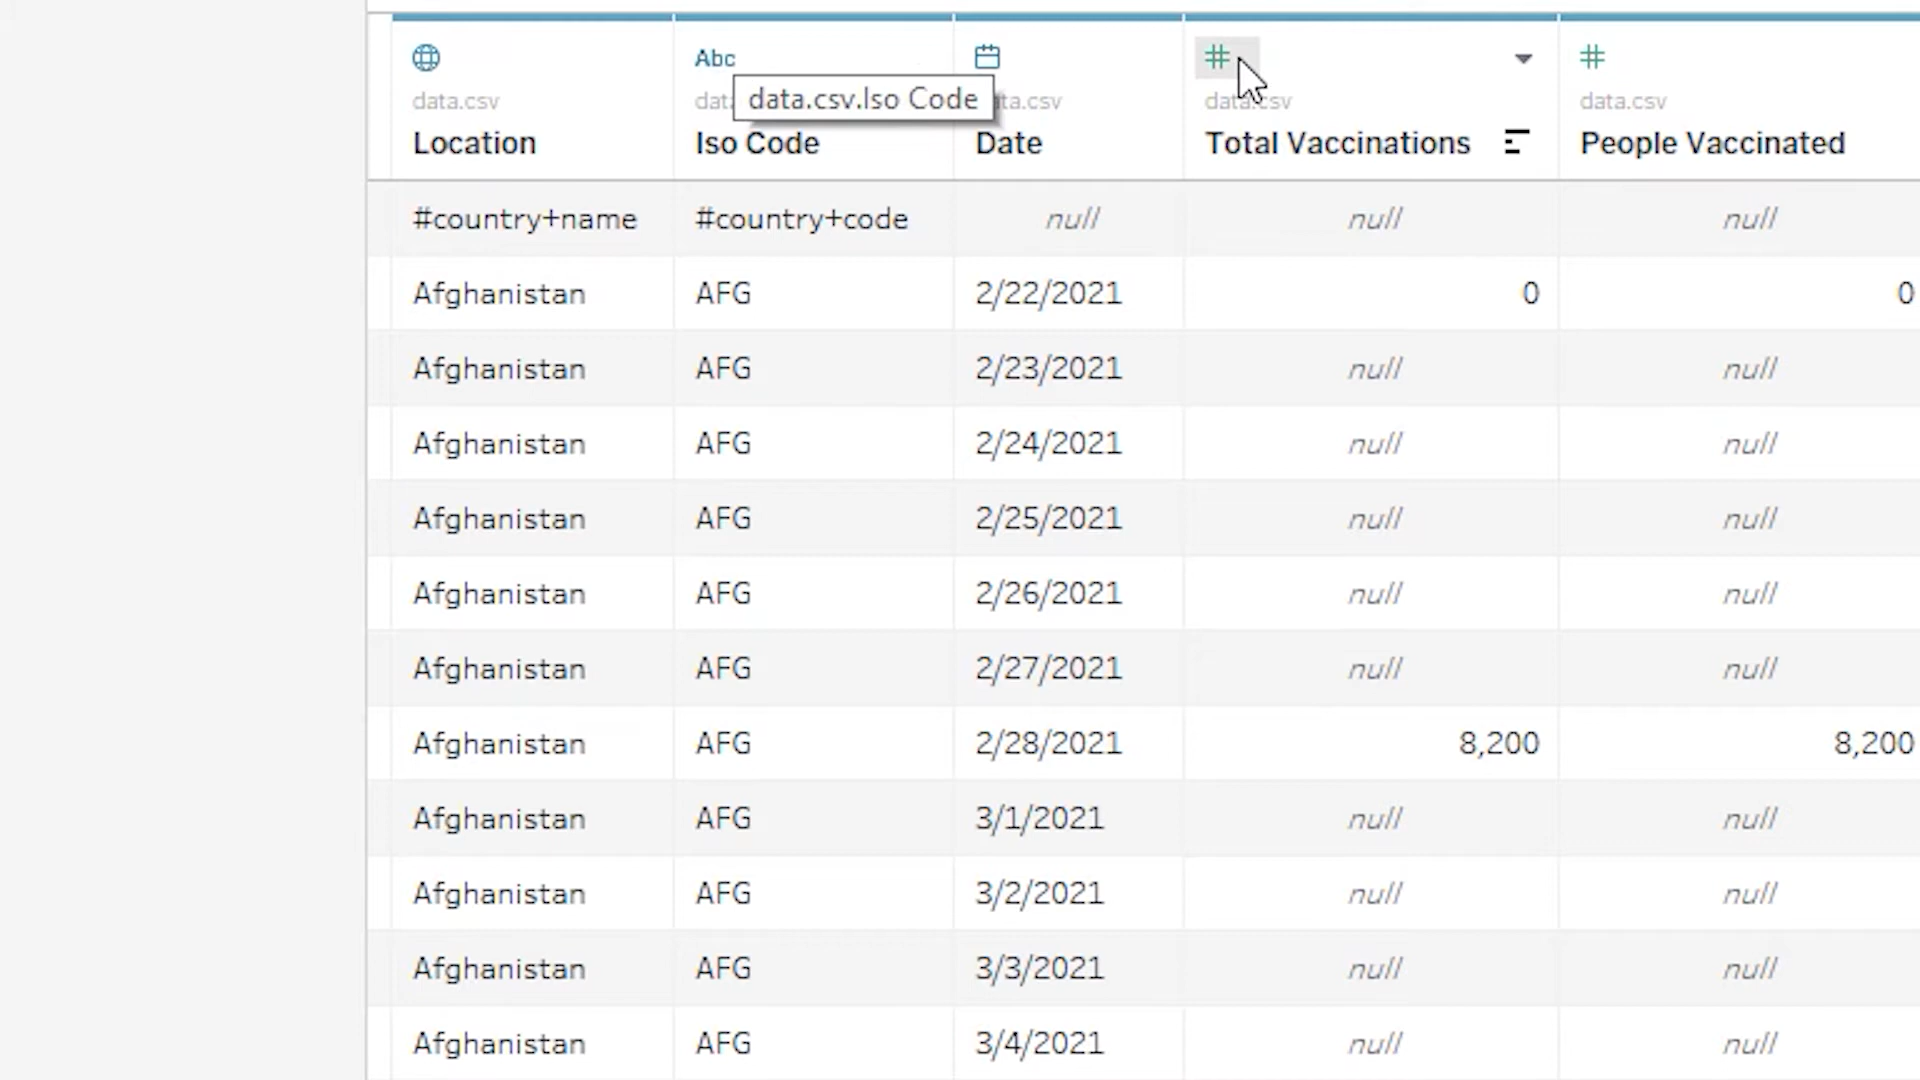 Abc
data.csv data.csv.Iso Code data.csv data.csv
Location Iso Code Date Total Vaccinations People Vaccinated
#country+name #country+code null null null
Afghanistan AFG 2/22/2021 0 0
Afghanistan AFG 2/23/2021 null null
Afghanistan AFG 2/24/2021 null null
Afghanistan AFG 2/25/2021 null null
Afghanistan AFG 2/26/2021 null null
Afghanistan AFG 2/27/2021 null null
Afghanistan AFG 2/28/2021 8,200 8,200
Afghanistan AFG 3/1/2021 null null
Afghanistan AFG 3/2/2021 null null
Afghanistan AFG 3/3/2021 null null
Afghanistan AFG 3/4/2021 null null